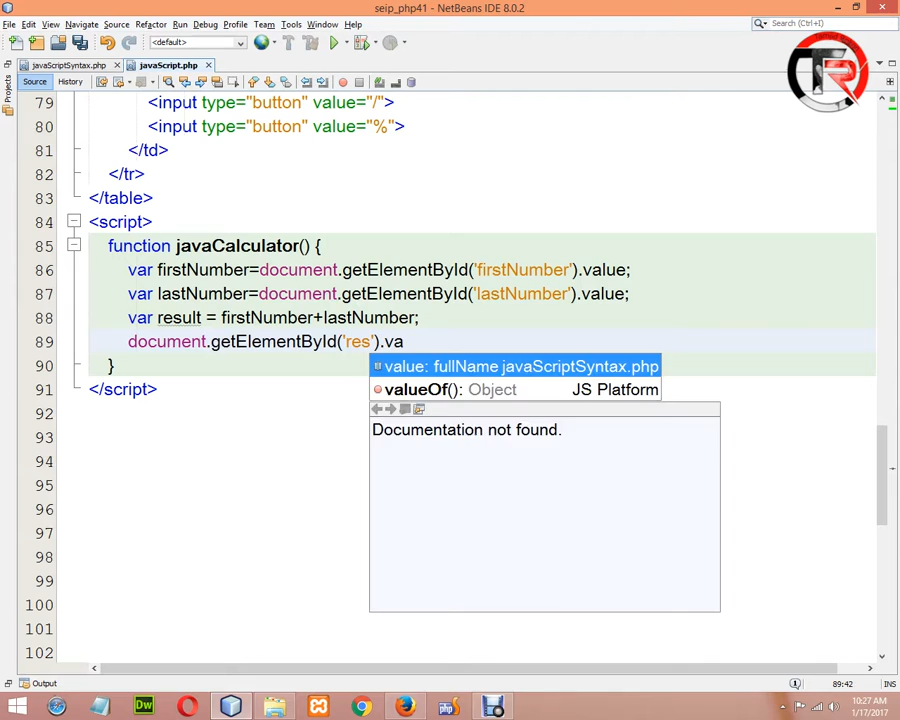 seip_php41 - NetBeans IDE 8.0.2
File Edit View Navigate Source Refactor Run Debug Profile Team Tools Window Help
<default>
Search (Ctrl+I)
javaScriptSyntax.php
javaScript.php
Source
History
Projects
TR
79 <input type="button" value="/">
80 <input type="button" value="%">
81 </td>
82 </tr>
83 </table>
84 <script>
85 function javaCalculator() {
86 var firstNumber=document.getElementById('firstNumber').value;
87 var lastNumber=document.getElementById('lastNumber').value;
88 var result = firstNumber+lastNumber;
89 document.getElementById('res').va
90 }
91 </script>
92
93
94
95
96
97
98
99
100
101
102
value: fullName javaScriptSyntax.php
valueOf(): Object JS Platform
Documentation not found.
Output
89:42
INS
Dw
10:27 AM
1/17/2017